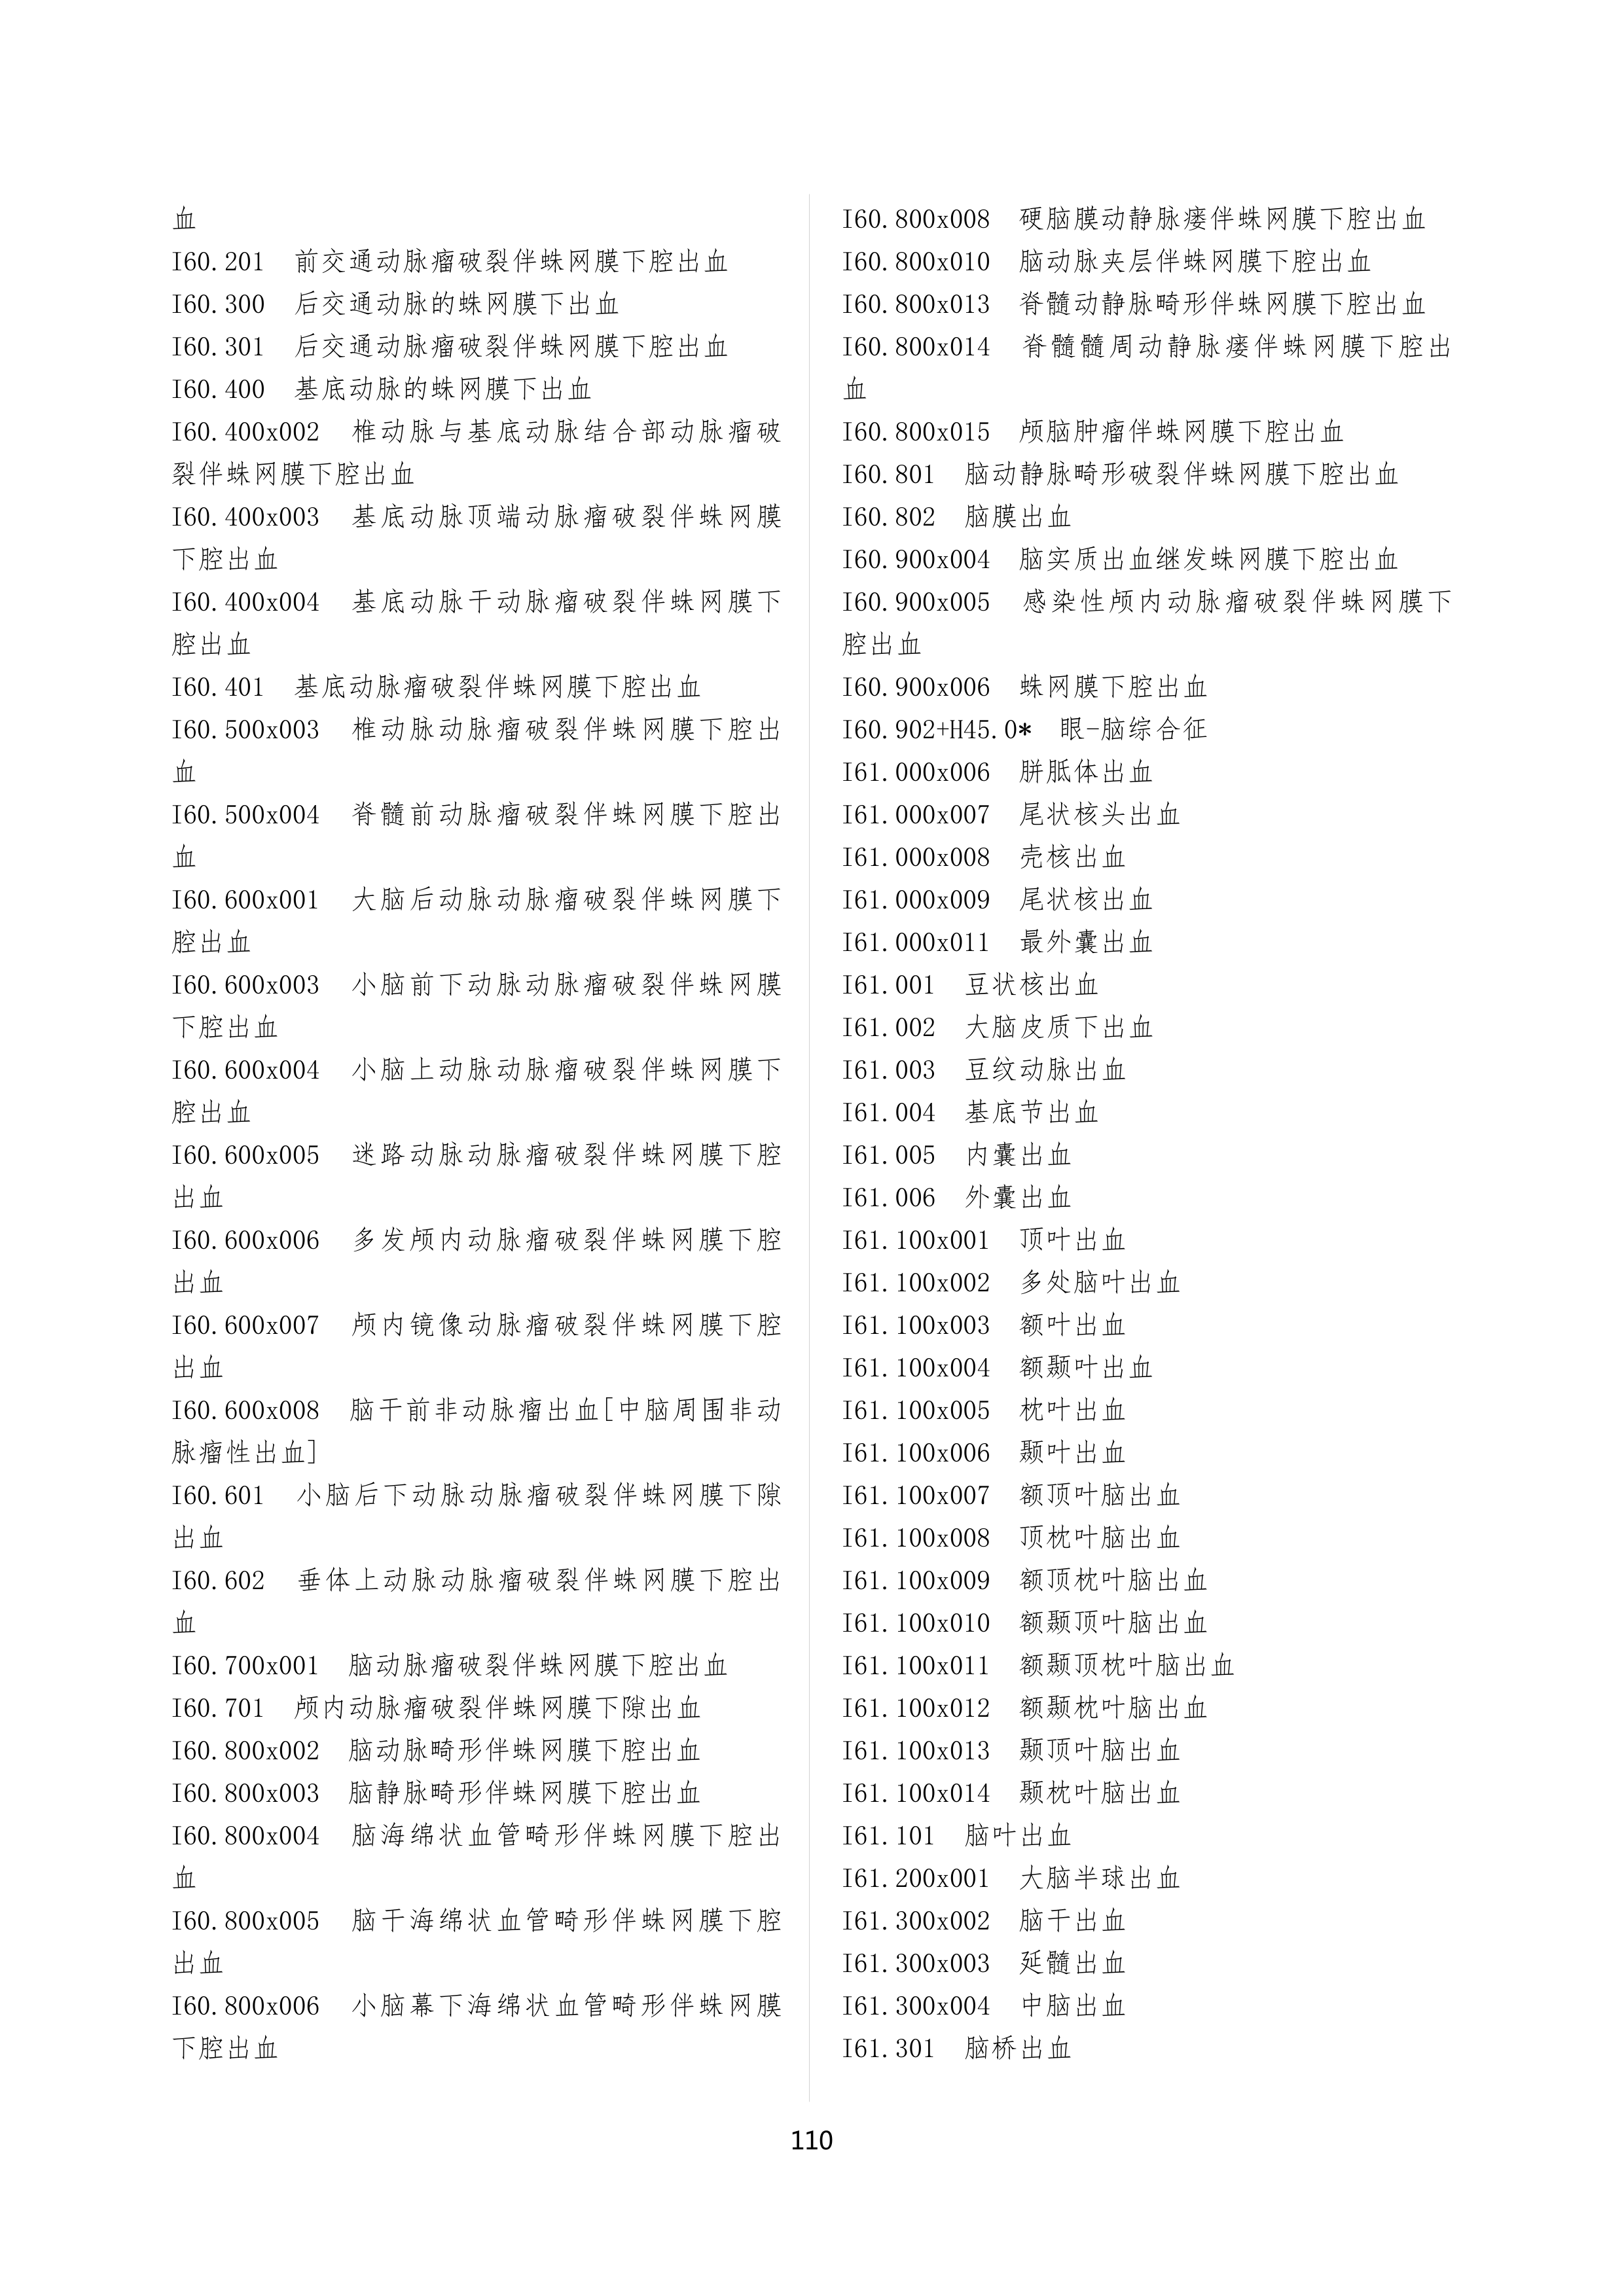 血
I60.201 前交通动脉瘤破裂伴蛛网膜下腔出血
I60.300 后交通动脉的蛛网膜下出血
I60.301 后交通动脉瘤破裂伴蛛网膜下腔出血
I60.400 基底动脉的蛛网膜下出血
I60.400x002 椎动脉与基底动脉结合部动脉瘤破
裂伴蛛网膜下腔出血
I60.400x003 基底动脉顶端动脉瘤破裂伴蛛网膜
下腔出血
I60.400x004 基底动脉干动脉瘤破裂伴蛛网膜下
腔出血
I60.401 基底动脉瘤破裂伴蛛网膜下腔出血
I60.500x003 椎动脉动脉瘤破裂伴蛛网膜下腔出
血
I60.500x004 脊髓前动脉瘤破裂伴蛛网膜下腔出
血
I60.600x001 大脑后动脉动脉瘤破裂伴蛛网膜下
腔出血
I60.600x003 小脑前下动脉动脉瘤破裂伴蛛网膜
下腔出血
I60.600x004 小脑上动脉动脉瘤破裂伴蛛网膜下
腔出血
I60.600x005 迷路动脉动脉瘤破裂伴蛛网膜下腔
出血
I60.600x006 多发颅内动脉瘤破裂伴蛛网膜下腔
出血
I60.600x007 颅内镜像动脉瘤破裂伴蛛网膜下腔
出血
I60.600x008 脑干前非动脉瘤出血[中脑周围非动
脉瘤性出血]
I60.601 小脑后下动脉动脉瘤破裂伴蛛网膜下隙
出血
I60.602 垂体上动脉动脉瘤破裂伴蛛网膜下腔出
血
I60.700x001 脑动脉瘤破裂伴蛛网膜下腔出血
I60.701 颅内动脉瘤破裂伴蛛网膜下隙出血
I60.800x002 脑动脉畸形伴蛛网膜下腔出血
I60.800x003 脑静脉畸形伴蛛网膜下腔出血
I60.800x004 脑海绵状血管畸形伴蛛网膜下腔出
血
I60.800x005 脑干海绵状血管畸形伴蛛网膜下腔
出血
I60.800x006 小脑幕下海绵状血管畸形伴蛛网膜
下腔出血
I60.800x008 硬脑膜动静脉瘘伴蛛网膜下腔出血
I60.800x010 脑动脉夹层伴蛛网膜下腔出血
I60.800x013 脊髓动静脉畸形伴蛛网膜下腔出血
I60.800x014 脊髓髓周动静脉瘘伴蛛网膜下腔出
血
I60.800x015 颅脑肿瘤伴蛛网膜下腔出血
I60.801 脑动静脉畸形破裂伴蛛网膜下腔出血
I60.802 脑膜出血
I60.900x004 脑实质出血继发蛛网膜下腔出血
I60.900x005 感染性颅内动脉瘤破裂伴蛛网膜下
腔出血
I60.900x006 蛛网膜下腔出血
I60.902+H45.0* 眼-脑综合征
I61.000x006 胼胝体出血
I61.000x007 尾状核头出血
I61.000x008 壳核出血
I61.000x009 尾状核出血
I61.000x011 最外囊出血
I61.001 豆状核出血
I61.002 大脑皮质下出血
I61.003 豆纹动脉出血
I61.004 基底节出血
I61.005 内囊出血
I61.006 外囊出血
I61.100x001 顶叶出血
I61.100x002 多处脑叶出血
I61.100x003 额叶出血
I61.100x004 额颞叶出血
I61.100x005 枕叶出血
I61.100x006 颞叶出血
I61.100x007 额顶叶脑出血
I61.100x008 顶枕叶脑出血
I61.100x009 额顶枕叶脑出血
I61.100x010 额颞顶叶脑出血
I61.100x011 额颞顶枕叶脑出血
I61.100x012 额颞枕叶脑出血
I61.100x013 颞顶叶脑出血
I61.100x014 颞枕叶脑出血
I61.101 脑叶出血
I61.200x001 大脑半球出血
I61.300x002 脑干出血
I61.300x003 延髓出血
I61.300x004 中脑出血
I61.301 脑桥出血
110